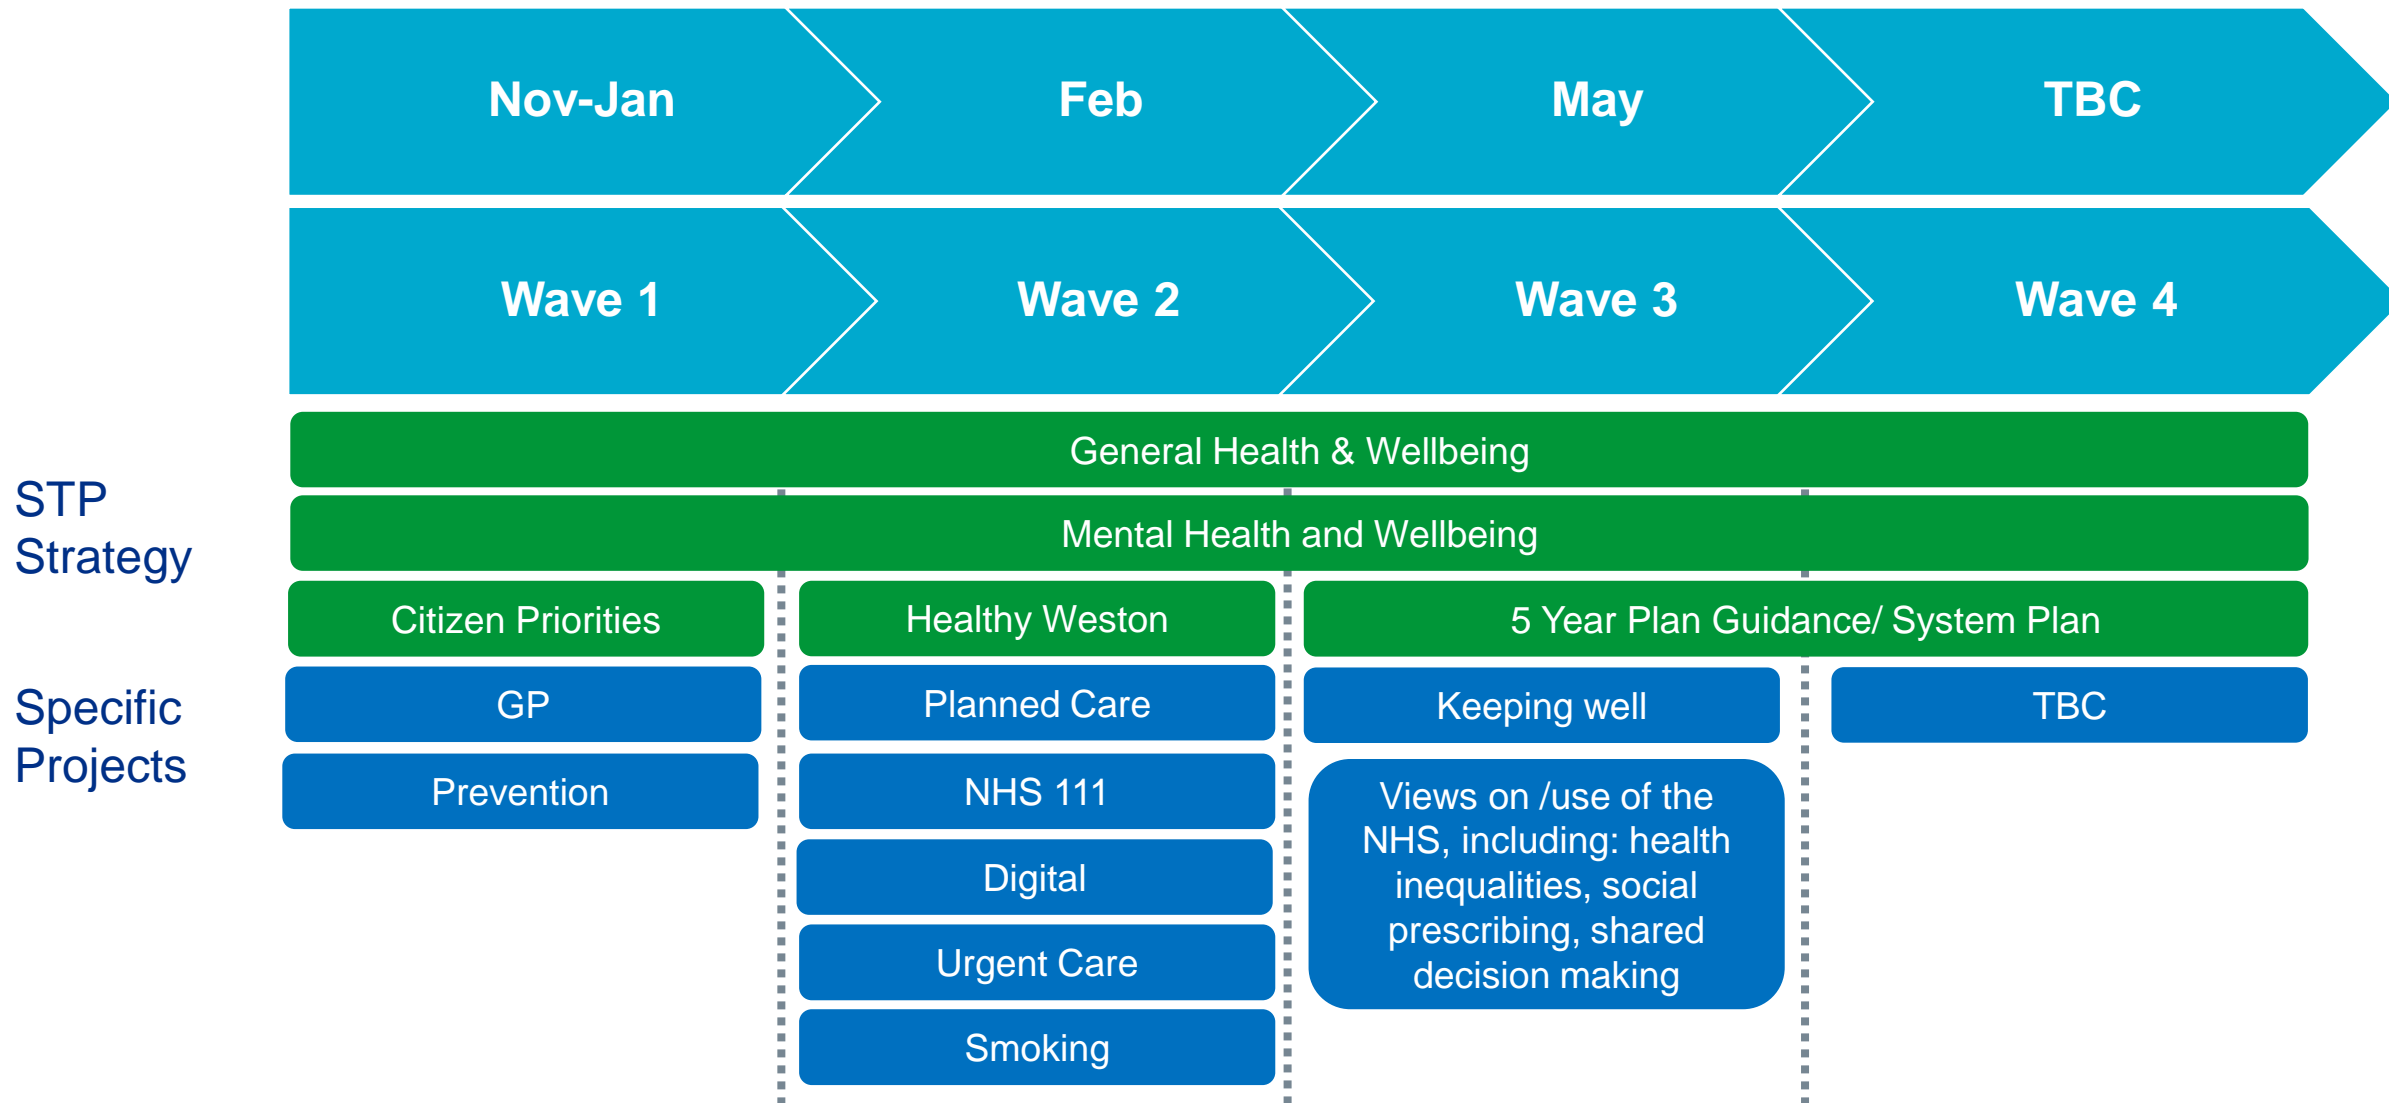 Nov-Jan
Feb
May
TBC
Wave 1
Wave 2
Wave 3
Wave 4
STP
Strategy
General Health & Wellbeing
Mental Health and Wellbeing
Citizen Priorities
Healthy Weston
5 Year Plan Guidance/ System Plan
Specific
Projects
GP
Planned Care
Keeping well
TBC
Prevention
NHS 111
Digital
Urgent Care
Smoking
Views on /use of the
NHS, including: health
inequalities, social
prescribing, shared
decision making